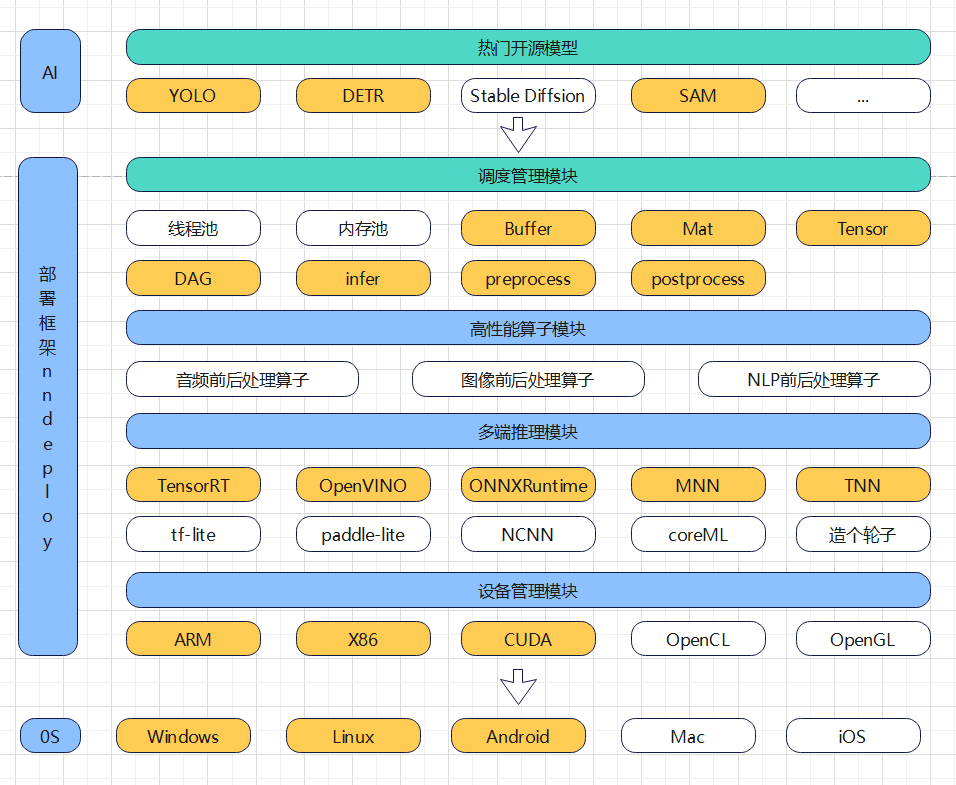 AI
热门开源模型
YOLO
DETR
Stable Diffsion
SAM
...
部署框架nndeploy
调度管理模块
线程池
内存池
Buffer
Mat
Tensor
DAG
infer
preprocess
postprocess
高性能算子模块
音频前后处理算子
图像前后处理算子
NLP前后处理算子
多端推理模块
TensorRT
OpenVINO
ONNXRuntime
MNN
TNN
tf-lite
paddle-lite
NCNN
coreML
造个轮子
设备管理模块
ARM
X86
CUDA
OpenCL
OpenGL
0S
Windows
Linux
Android
Mac
iOS